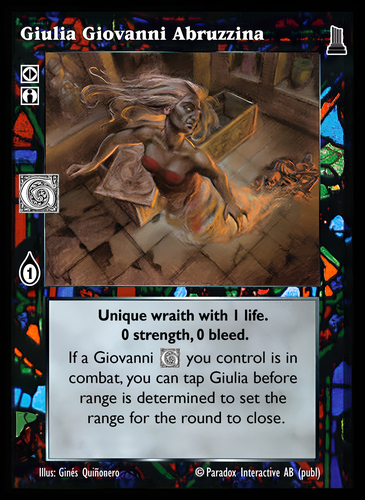 Giulia Giovanni Abruzzina
1
Unique wraith with 1 life.
0 strength, 0 bleed.
If a Giovanni you control is in
combat, you can tap Giulia before
range is determined to set the
range for the round to close.
Illus: Ginés Quiñonero © Paradox Interactive AB (publ)